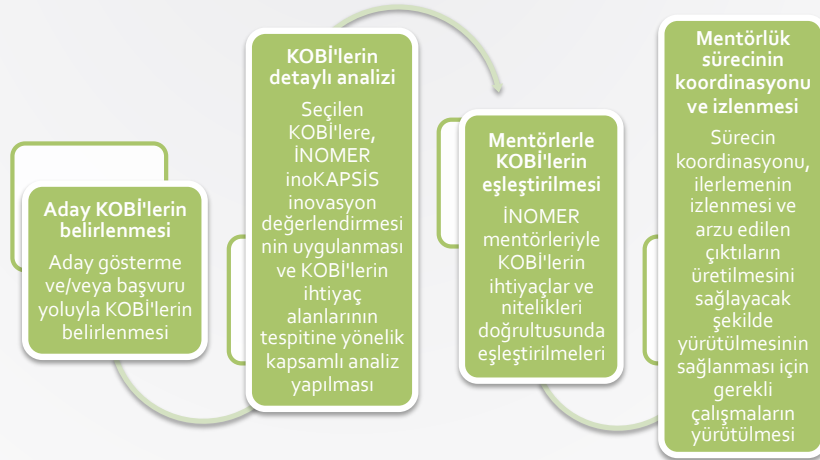 Aday KOBİ'lerin
belirlenmesi
Aday gösterme
ve/veya başvuru
yoluyla KOBİ'lerin
belirlenmesi
KOBİ'lerin
detaylı analizi
Seçilen
KOBİ'lere,
İNOMER
inoKAPSİS
inovasyon
değerlendirmesi
nin uygulanması
ve KOBİ'lerin
ihtiyaç
alanlarının
tespitine yönelik
kapsamlı analiz
yapılması
Mentörlerle
KOBİ'lerin
eşleştirilmesi
İNOMER
mentörleriyle
KOBİ'lerin
ihtiyaçlar ve
nitelikleri
doğrultusunda
eşleştirilmeleri
Mentörlük
sürecinin
koordinasyonu
ve izlenmesi
Sürecin
koordinasyonu,
ilerlemenin
izlenmesi ve
arzu edilen
çıktıların
üretilmesini
sağlayacak
şekilde
yürütülmesinin
sağlanması için
gerekli
çalışmaların
yürütülmesi